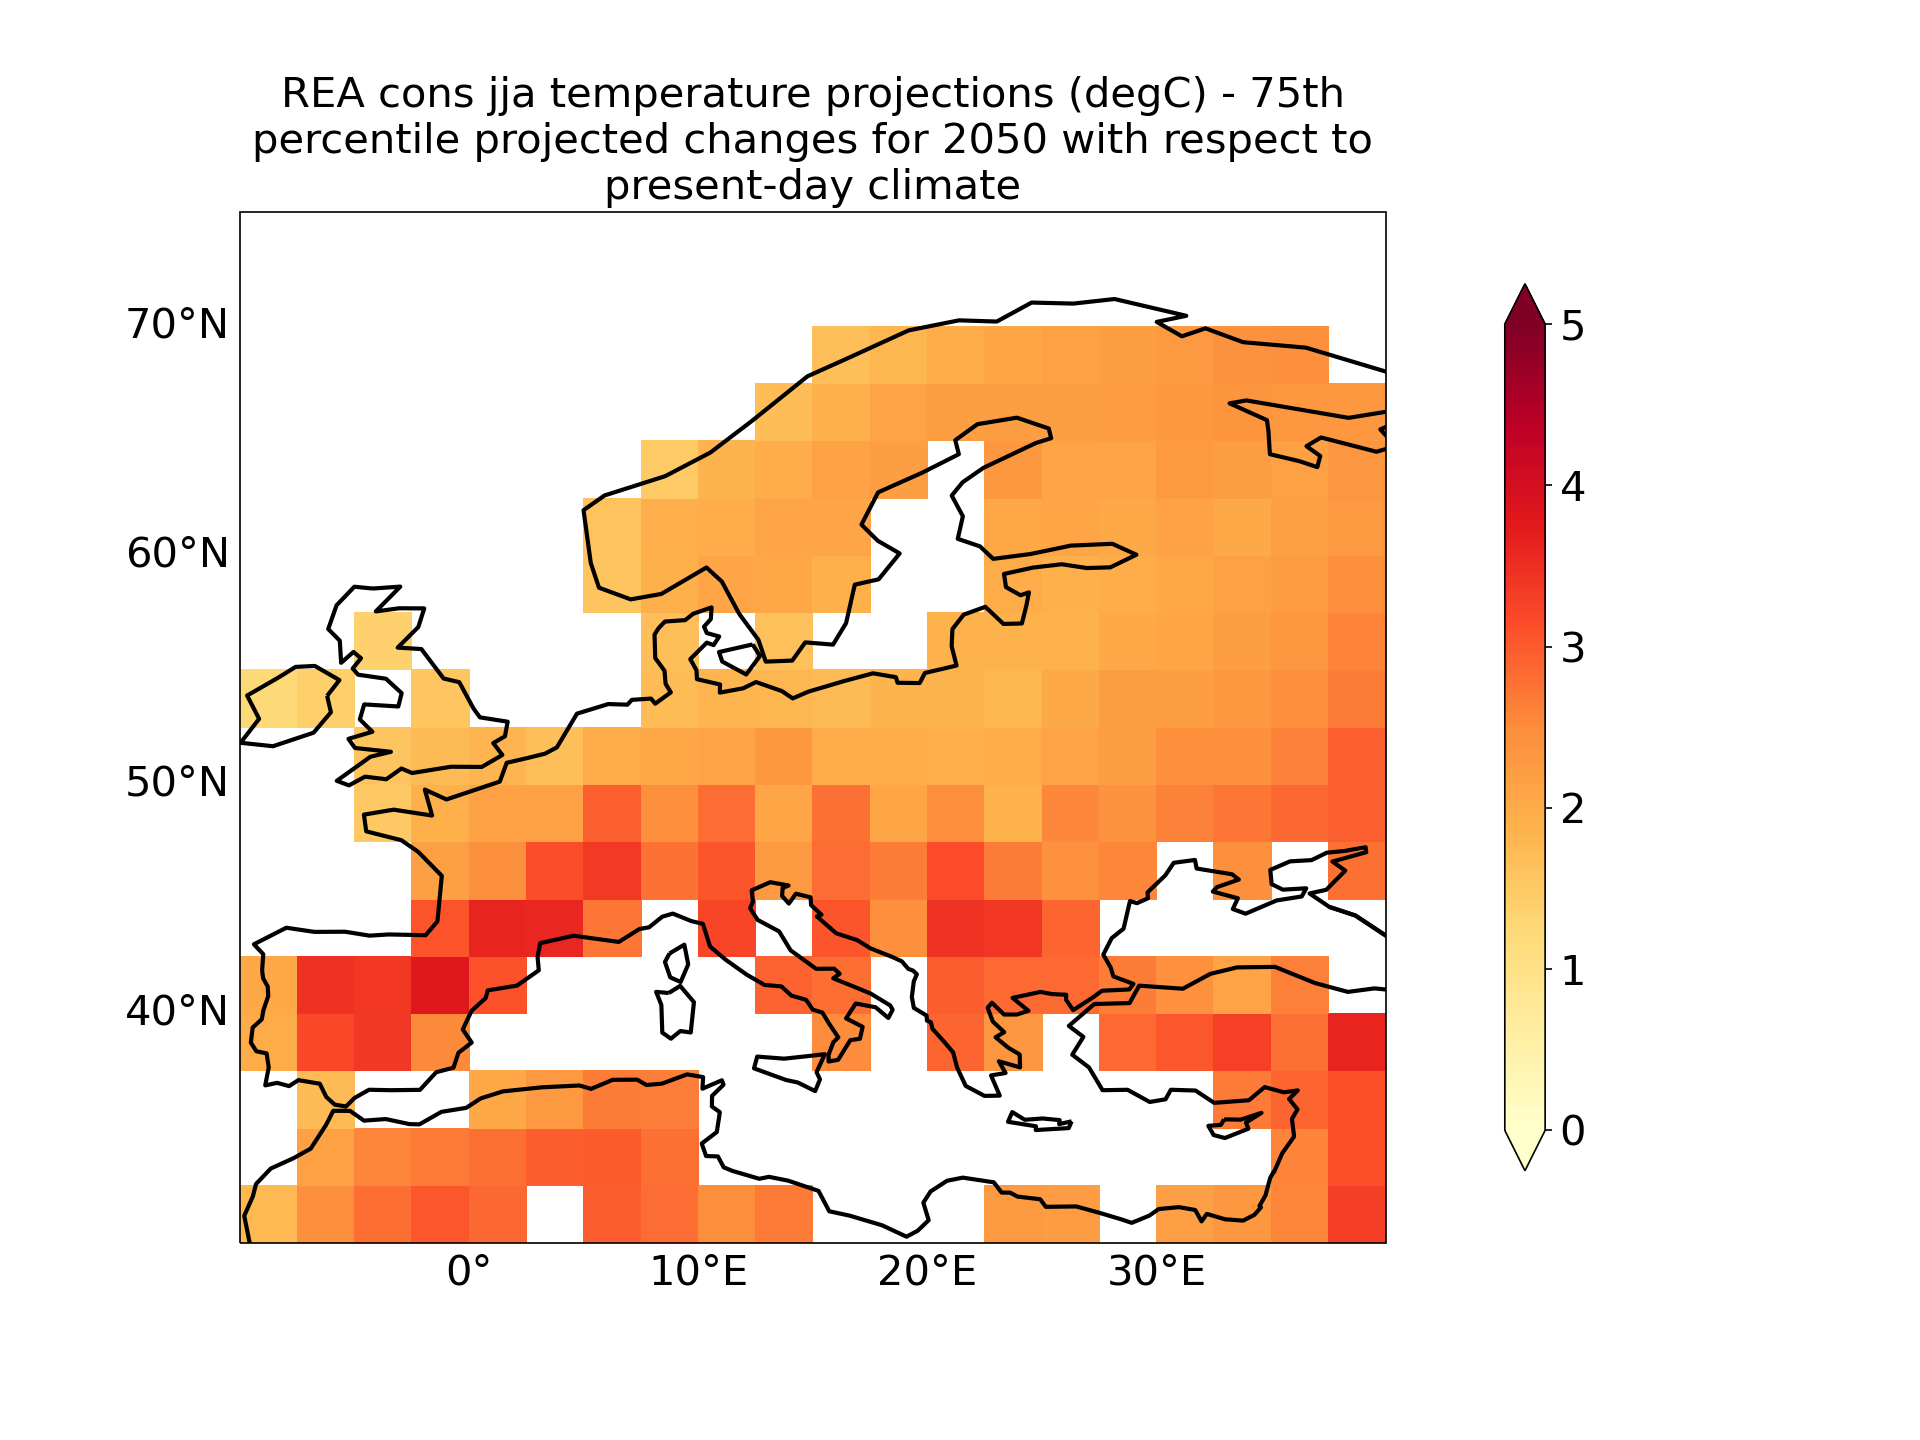 REA cons jja temperature projections (degC) - 75th
percentile projected changes for 2050 with respect to
present-day climate
70°N
60°N
50°N
40°N
0°
10°E
20°E
30°E
5
4
3
2
1
0